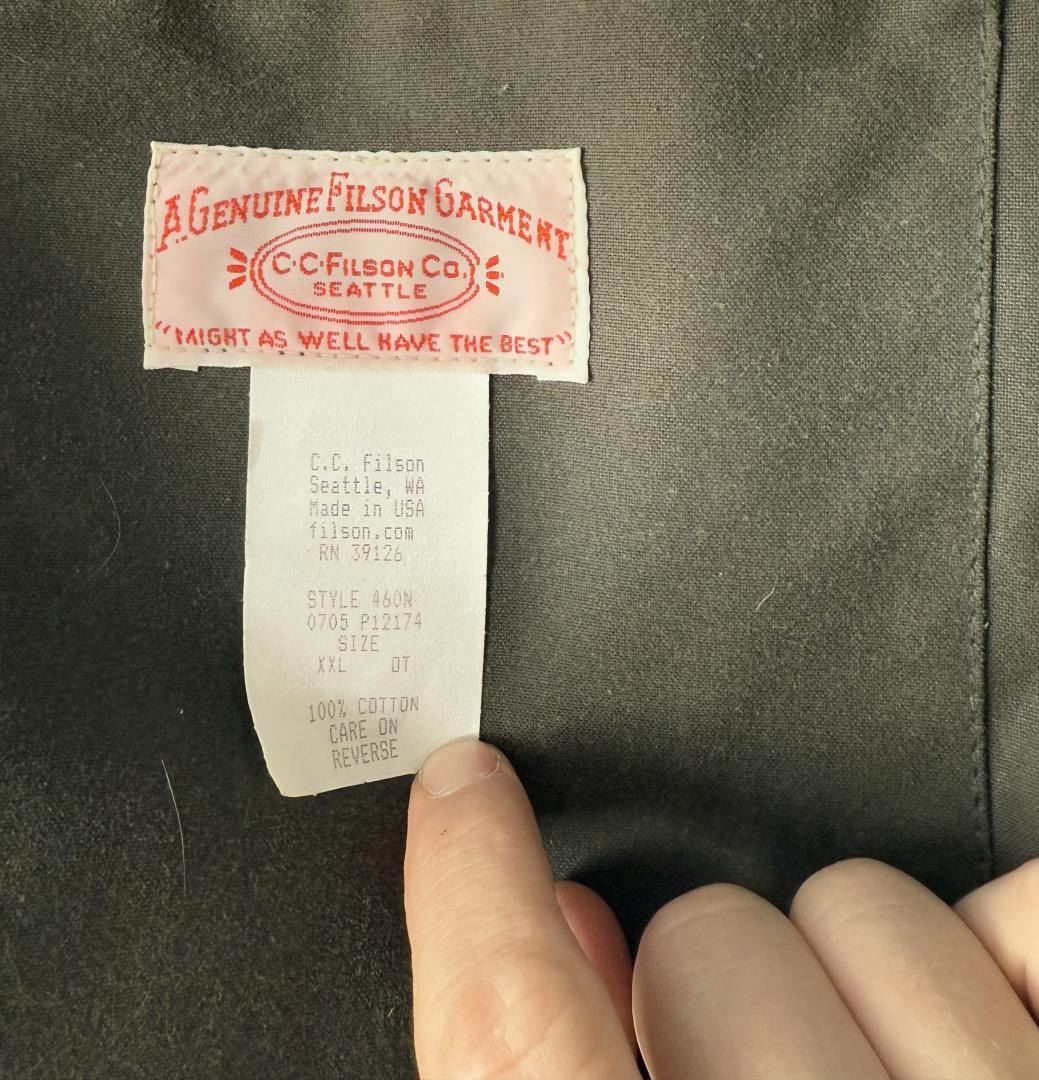 A GENUINE FILSON GARMENT
C·C·FILSON CO.
SEATTLE
"MIGHT AS WELL HAVE THE BEST"
C.C. Filson
Seattle, WA
Made in USA
filson.com
RN 39126
STYLE 460N
0705 P12174
SIZE
XXL OT
100% COTTON
CARE ON
REVERSE